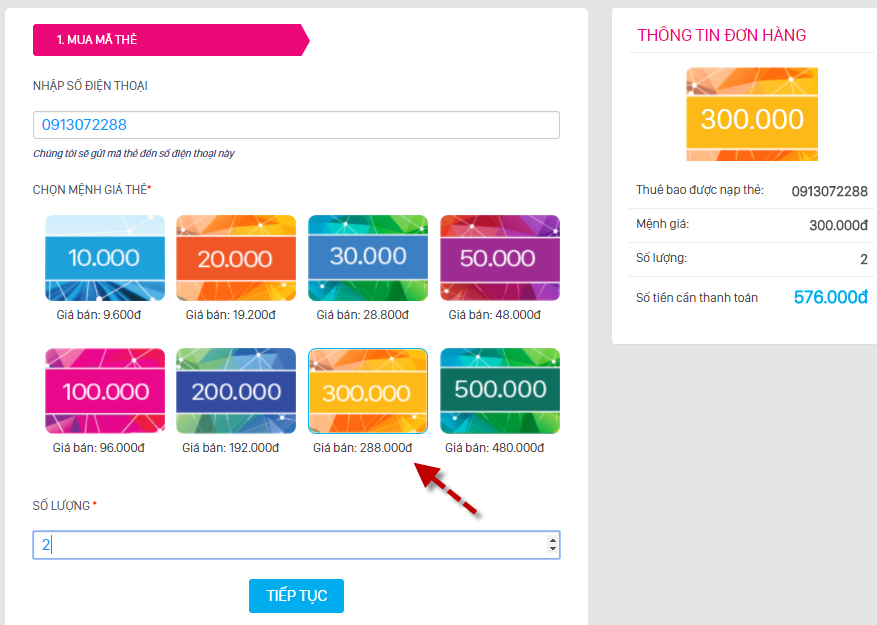 1. MUA MÃ THẺ
NHẬP SỐ ĐIỆN THOẠI
0913072288
Chúng tôi sẽ gửi mã thẻ đến số điện thoại này
CHỌN MỆNH GIÁ THẺ*
10.000 20.000 30.000 50.000
Giá bán: 9.600đ Giá bán: 19.200đ Giá bán: 28.800đ Giá bán: 48.000đ
100.000 200.000 300.000 500.000
Giá bán: 96.000đ Giá bán: 192.000đ Giá bán: 288.000đ Giá bán: 480.000đ
SỐ LƯỢNG *
2
TIẾP TỤC
THÔNG TIN ĐƠN HÀNG
300.000
Thuê bao được nạp thẻ: 0913072288
Mệnh giá: 300.000đ
Số lượng: 2
Số tiền cần thanh toán 576.000đ